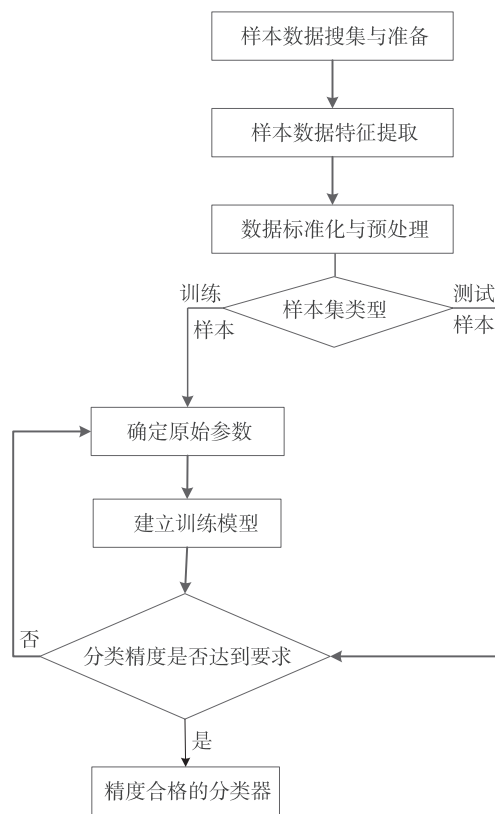 样本数据搜集与准备
样本数据特征提取
数据标准化与预处理
样本集类型
训练
样本
测试
样本
确定原始参数
建立训练模型
分类精度是否达到要求
否
是
精度合格的分类器